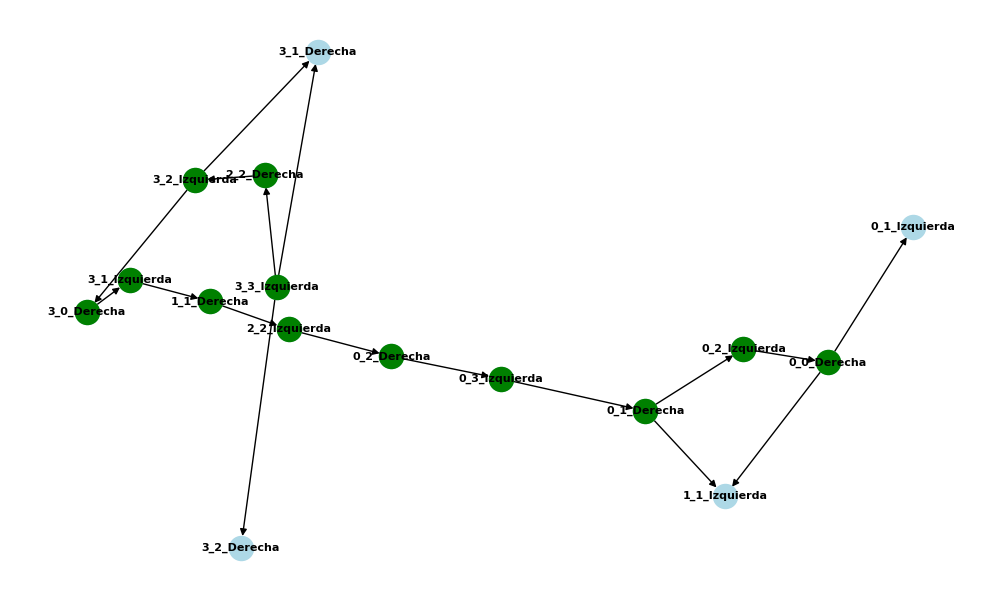 3_1_Derecha
3_2_Izquierda
2_2_Derecha
0_1_Izquierda
3_1_Izquierda
3_3_Izquierda
1_1_Derecha
3_0_Derecha
2_2_Izquierda
0_2_Izquierda
0_2_Derecha
0_0_Derecha
0_3_Izquierda
0_1_Derecha
1_1_Izquierda
3_2_Derecha